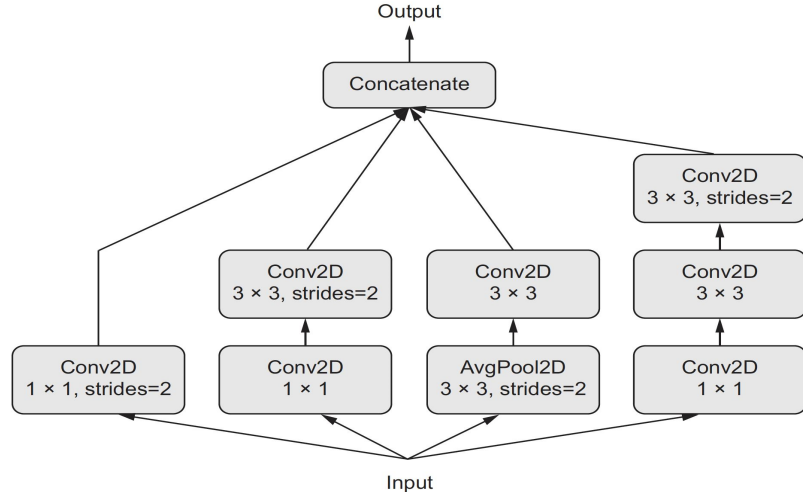 Output
Concatenate
Conv2D
3 × 3, strides=2
Conv2D
3 × 3, strides=2
Conv2D
3 × 3
Conv2D
3 × 3
Conv2D
1 × 1, strides=2
Conv2D
1 × 1
AvgPool2D
3 × 3, strides=2
Conv2D
1 × 1
Input